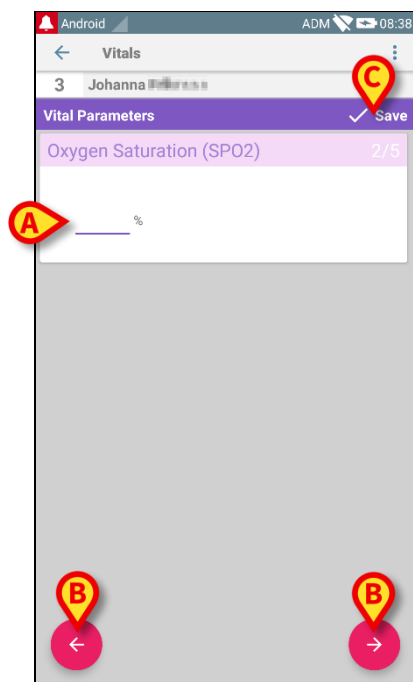 Android ADM 08:38
Vitals
3 Johanna
C
Vital Parameters Save
Oxygen Saturation (SPO2) 2/5
A %
B B